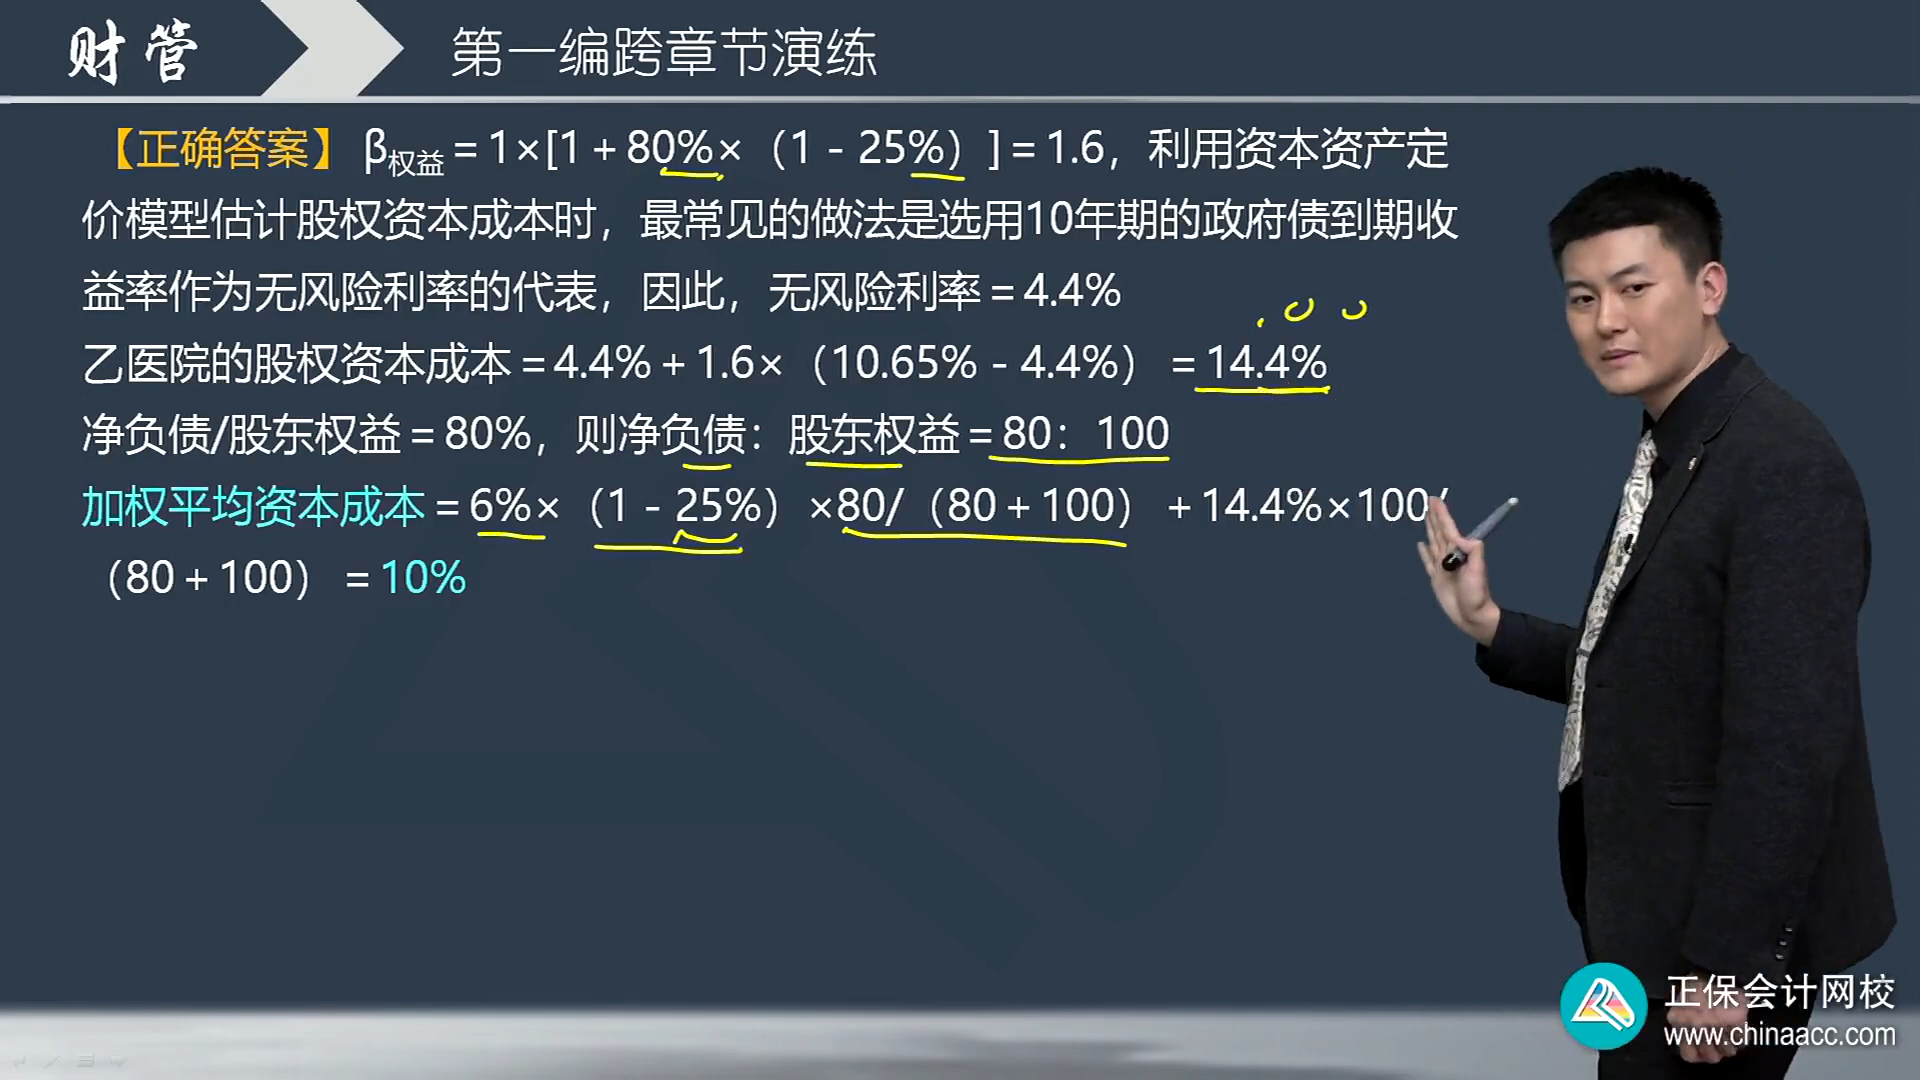 财管
第一编跨章节演练
【正确答案】β权益＝1×[1＋80%×（1－25%）]＝1.6，利用资本资产定
价模型估计股权资本成本时，最常见的做法是选用10年期的政府债到期收
益率作为无风险利率的代表，因此，无风险利率＝4.4%
乙医院的股权资本成本＝4.4%＋1.6×（10.65%－4.4%）＝14.4%
净负债/股东权益＝80%，则净负债：股东权益＝80：100
加权平均资本成本＝6%×（1－25%）×80/（80＋100）＋14.4%×100/
（80＋100）＝10%
正保会计网校
www.chinaacc.com